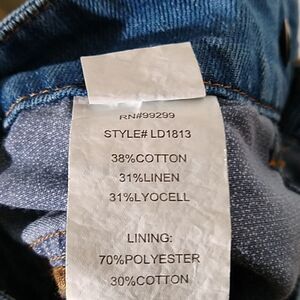 RN#99299
STYLE# LD1813
38%COTTON
31%LINEN
31%LYOCELL
LINING:
70%POLYESTER
30%COTTON